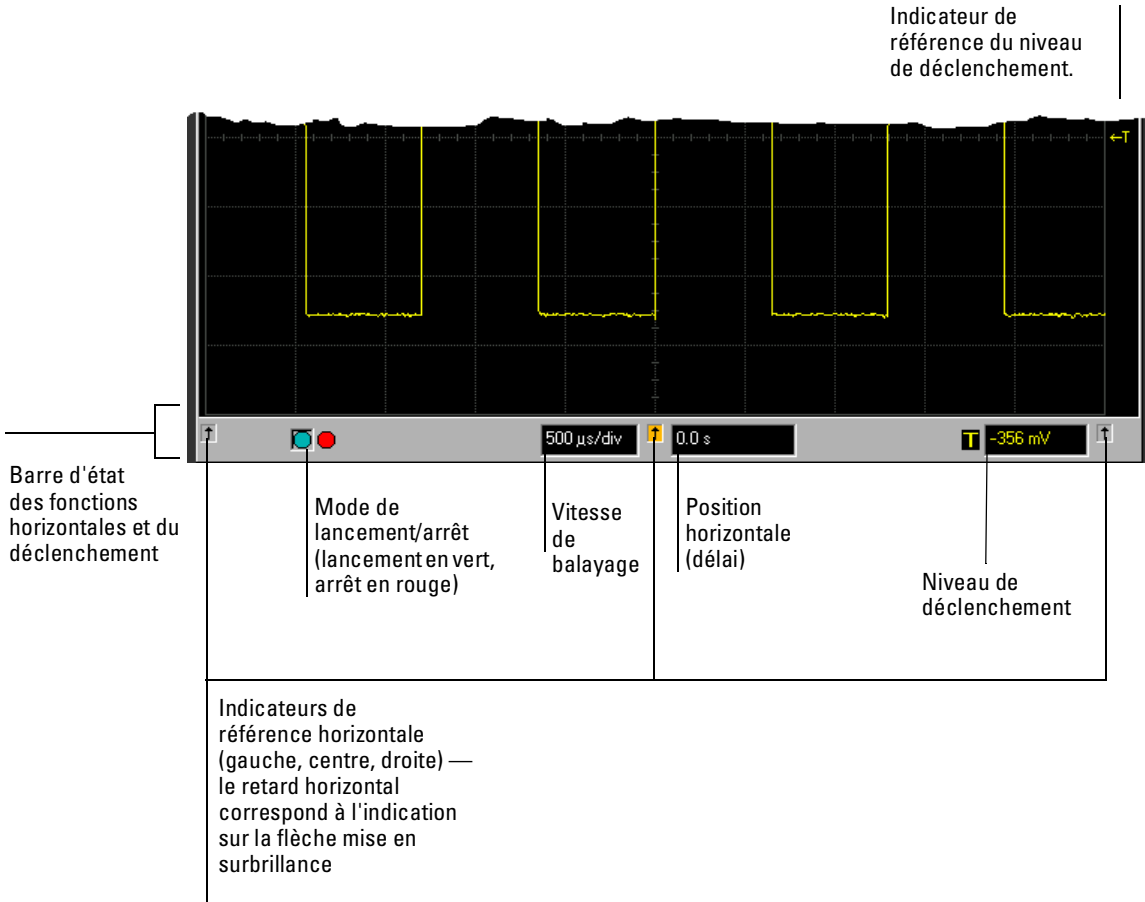 Indicateur de
référence du niveau
de déclenchement.
←T
500 µs/div
0.0 s
T
-356 mV
Barre d'état
des fonctions
horizontales et du
déclenchement
Mode de
lancement/arrêt
(lancement en vert,
arrêt en rouge)
Vitesse
de
balayage
Position
horizontale
(délai)
Niveau de
déclenchement
Indicateurs de
référence horizontale
(gauche, centre, droite) —
le retard horizontal
correspond à l'indication
sur la flèche mise en
surbrillance